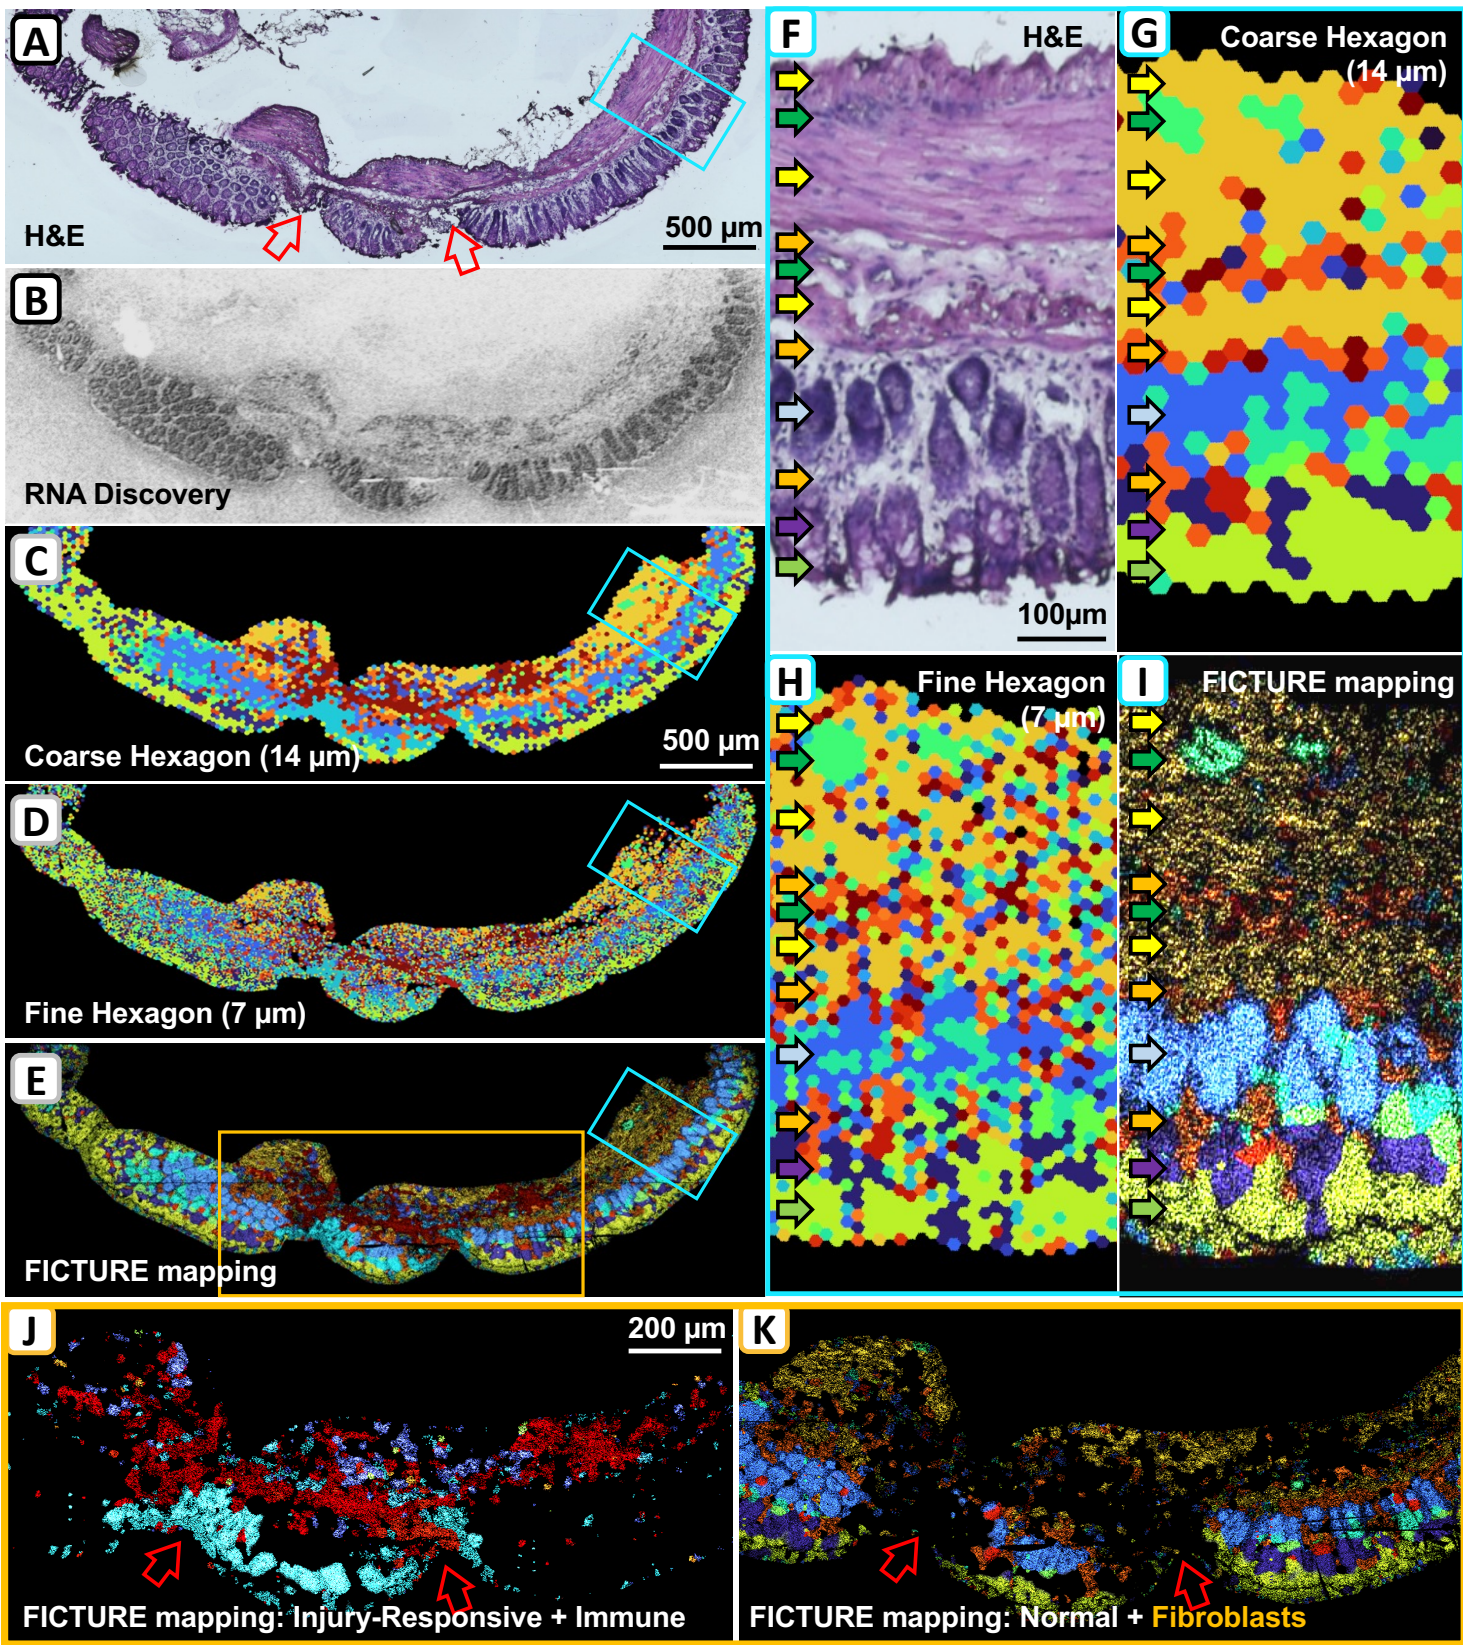 A
H&E
500 µm
B
RNA Discovery
C
Coarse Hexagon (14 µm)
500 µm
D
Fine Hexagon (7 µm)
E
FICTURE mapping
F
H&E
100µm
G
Coarse Hexagon
(14 µm)
H
Fine Hexagon
(7 µm)
I
FICTURE mapping
J
200 µm
FICTURE mapping: Injury-Responsive + Immune
K
FICTURE mapping: Normal + Fibroblasts